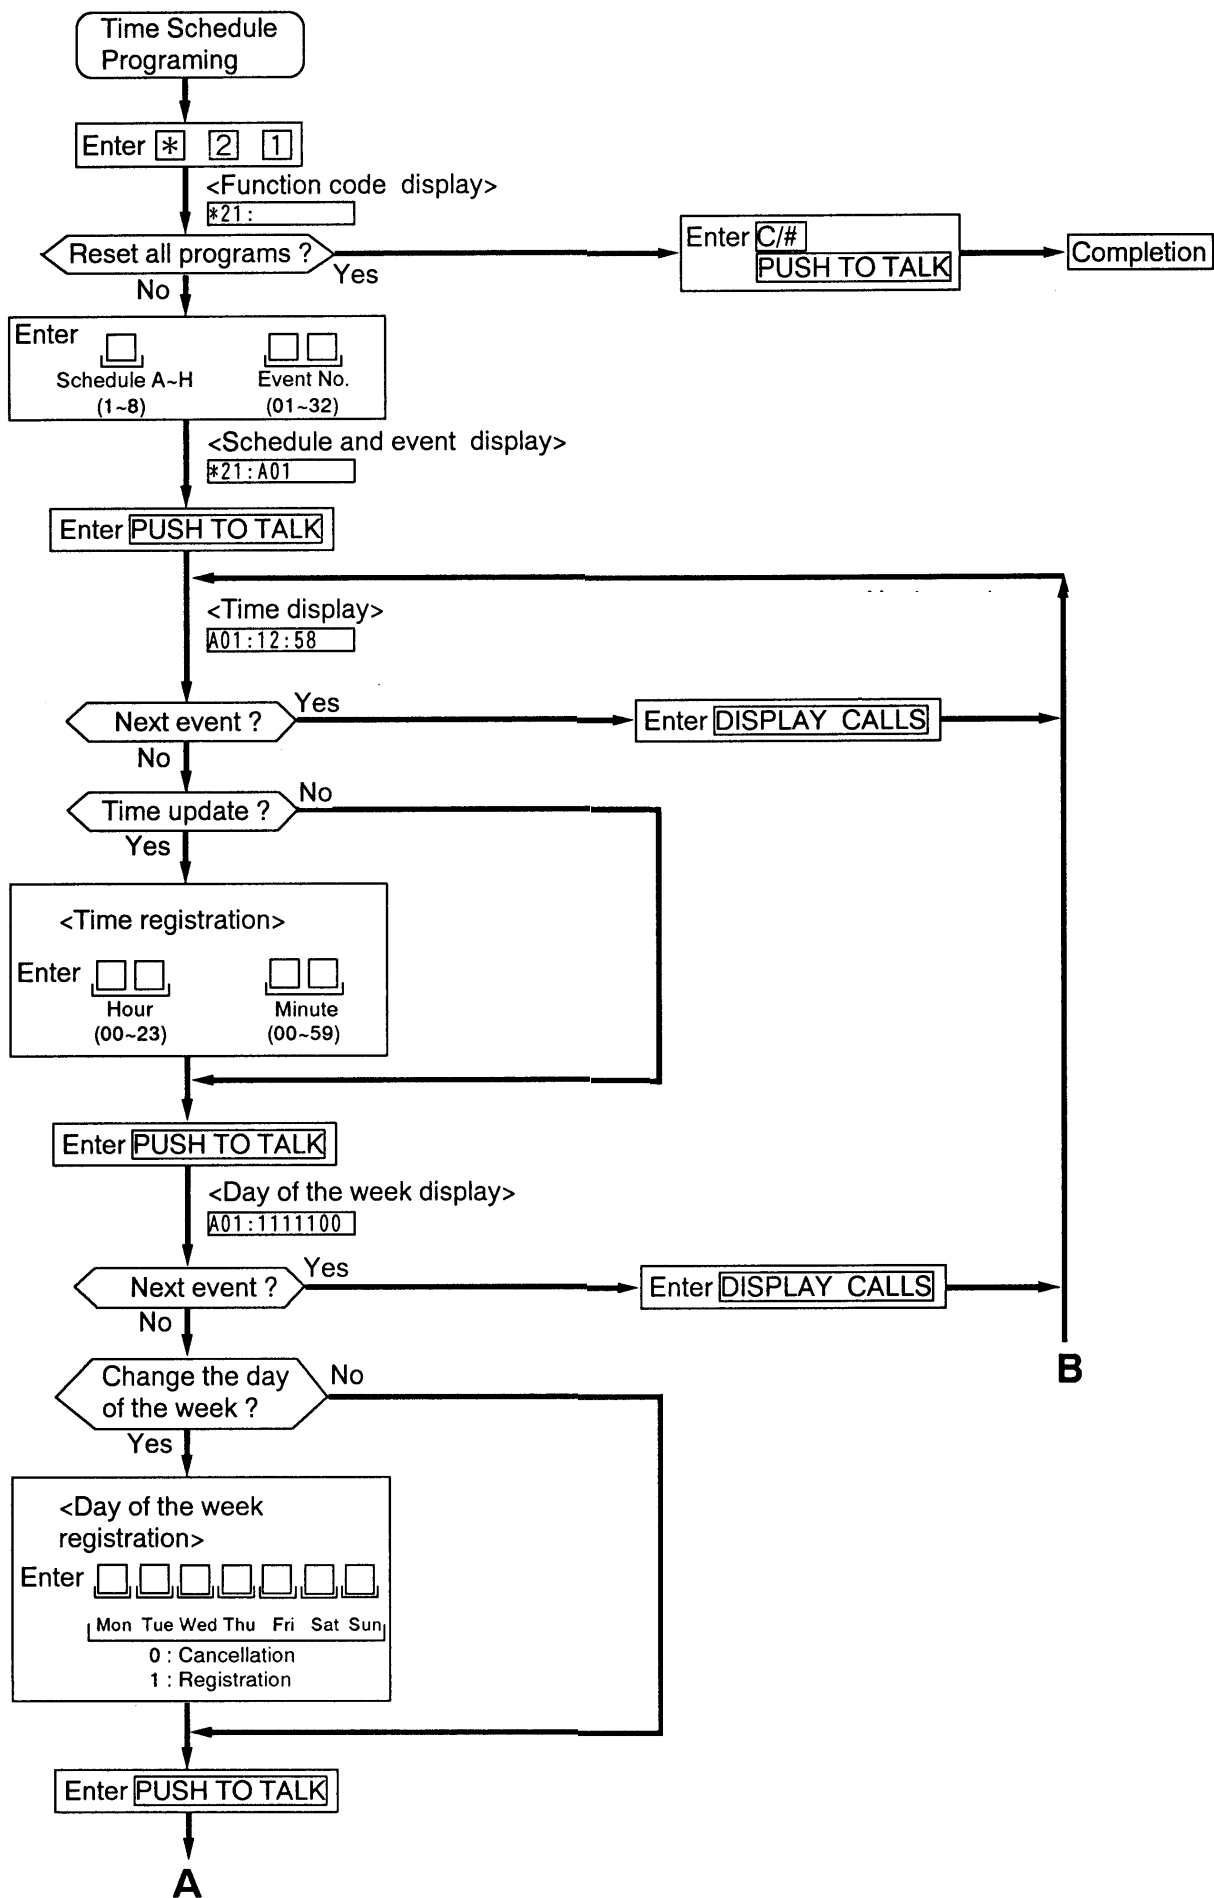 Time Schedule
Programing
Enter * 2 1
<Function code display>
*21:
Reset all programs ?
Yes
No
Enter C/#
PUSH TO TALK
Completion
Enter
Schedule A~H
(1~8)
Event No.
(01~32)
<Schedule and event display>
*21:A01
Enter PUSH TO TALK
<Time display>
A01:12:58
Next event ?
Yes
No
Enter DISPLAY CALLS
Time update ?
No
Yes
<Time registration>
Enter
Hour
(00~23)
Minute
(00~59)
Enter PUSH TO TALK
<Day of the week display>
A01:1111100
Next event ?
Yes
No
Enter DISPLAY CALLS
B
Change the day
of the week ?
No
Yes
<Day of the week
registration>
Enter
Mon Tue Wed Thu Fri Sat Sun
0 : Cancellation
1 : Registration
Enter PUSH TO TALK
A